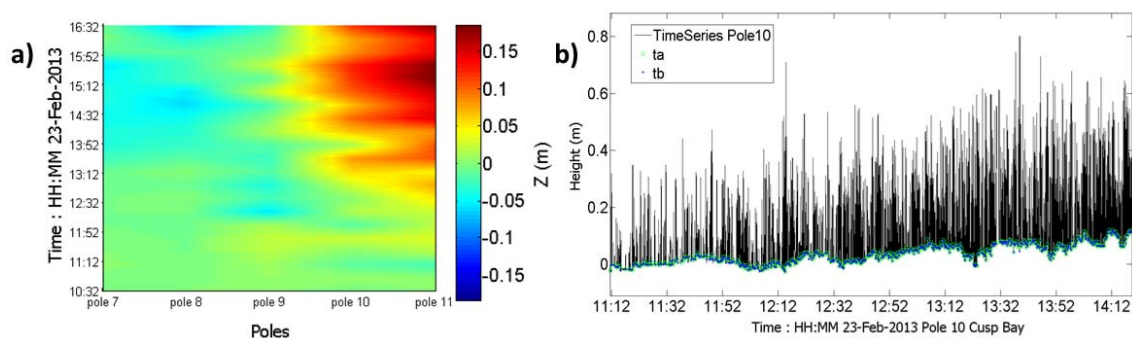 a)
Time : HH:MM 23-Feb-2013
16:32
15:52
15:12
14:32
13:52
13:12
12:32
11:52
11:12
10:32
pole 7 pole 8 pole 9 pole 10 pole 11
Poles
0.15
0.10
0.05
0
-0.05
-0.10
-0.15
Z (m)
b)
TimeSeries Pole10
ta
tb
Height (m)
0.8
0.6
0.4
0.2
0
11:12 11:32 11:52 12:12 12:32 12:52 13:12 13:32 13:52 14:12
Time : HH:MM 23-Feb-2013 Pole 10 Cusp Bay